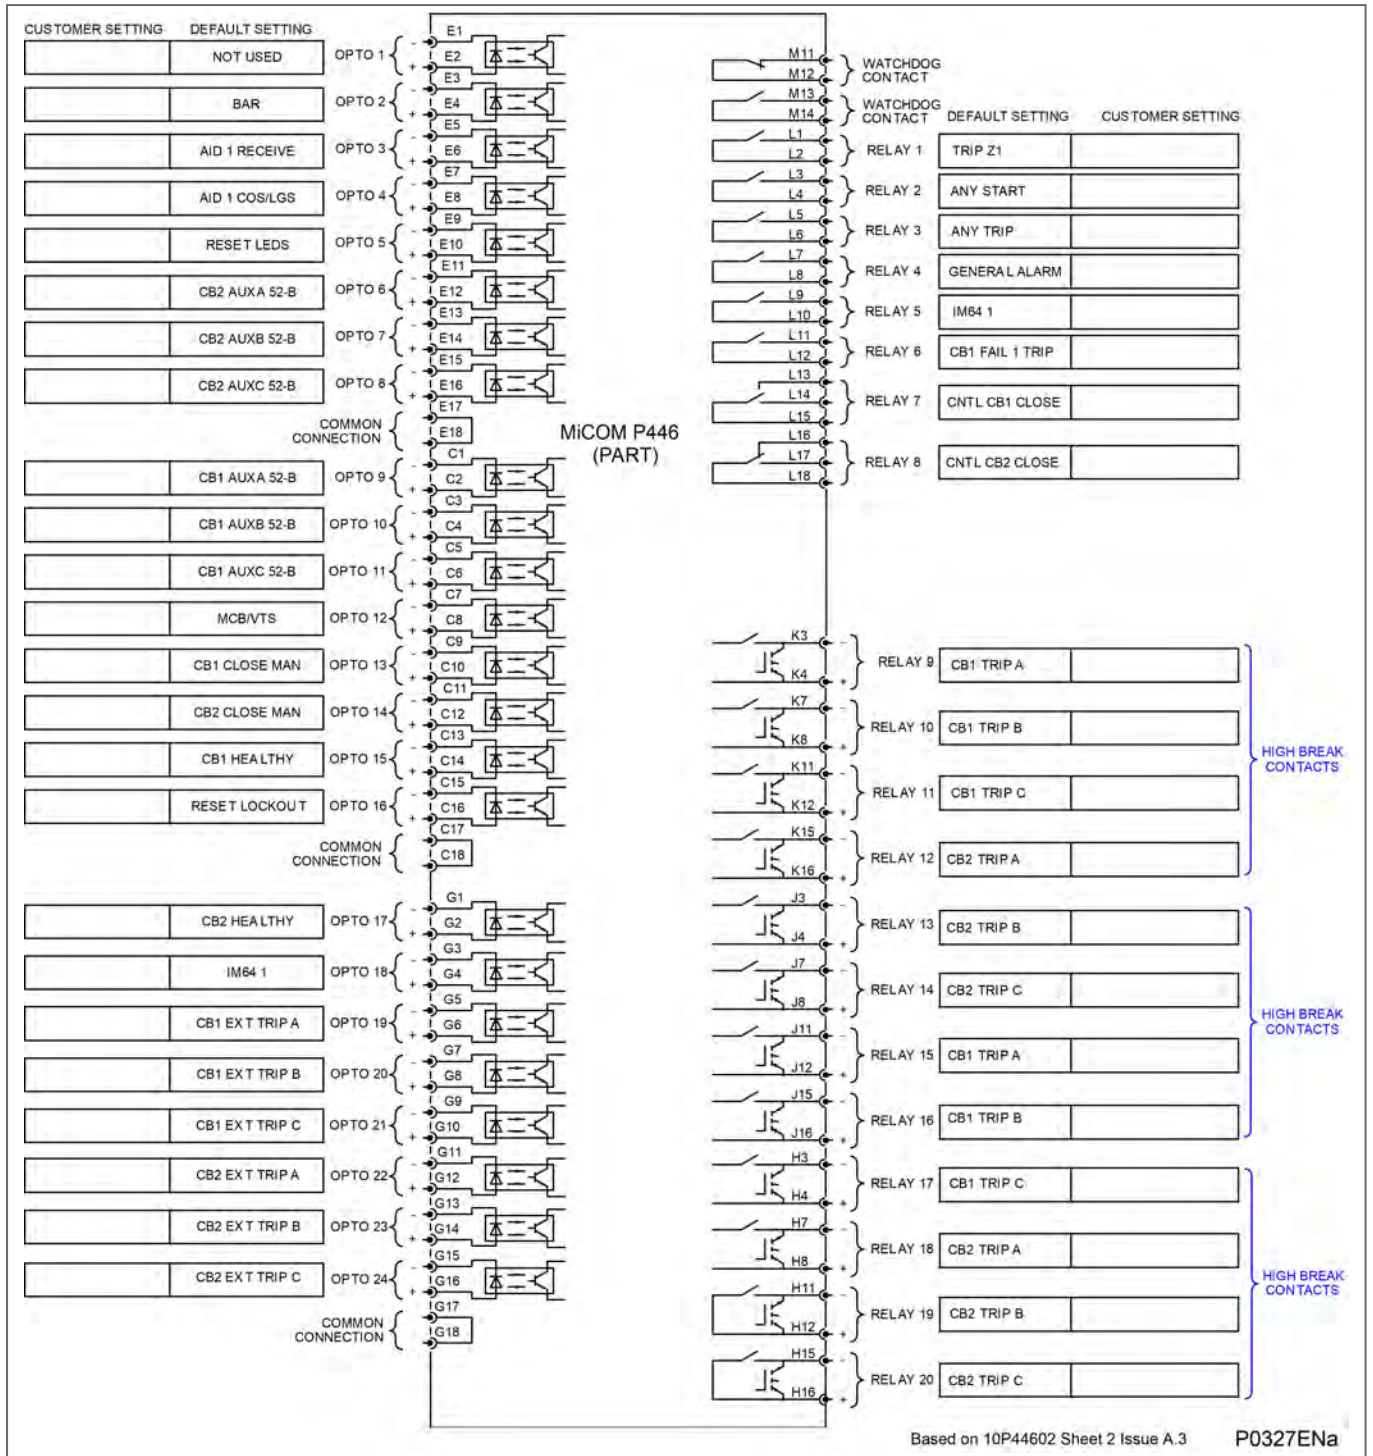 CUSTOMER SETTING DEFAULT SETTING
NOT USED OPTO 1 - + E1 E2
BAR OPTO 2 - + E3 E4
AID 1 RECEIVE OPTO 3 - + E5 E6
AID 1 COS/LGS OPTO 4 - + E7 E8
RESET LEDS OPTO 5 - + E9 E10
CB2 AUXA 52-B OPTO 6 - + E11 E12
CB2 AUXB 52-B OPTO 7 - + E13 E14
CB2 AUXC 52-B OPTO 8 - + E15 E16
COMMON
CONNECTION
E17 E18
CB1 AUXA 52-B OPTO 9 - + C1 C2
CB1 AUXB 52-B OPTO 10 - + C3 C4
CB1 AUXC 52-B OPTO 11 - + C5 C6
MCB/VTS OPTO 12 - + C7 C8
CB1 CLOSE MAN OPTO 13 - + C9 C10
CB2 CLOSE MAN OPTO 14 - + C11 C12
CB1 HEALTHY OPTO 15 - + C13 C14
RESET LOCKOUT OPTO 16 - + C15 C16
COMMON
CONNECTION
C17 C18
CB2 HEALTHY OPTO 17 - + G1 G2
IM64 1 OPTO 18 - + G3 G4
CB1 EXT TRIP A OPTO 19 - + G5 G6
CB1 EXT TRIP B OPTO 20 - + G7 G8
CB1 EXT TRIP C OPTO 21 - + G9 G10
CB2 EXT TRIP A OPTO 22 - + G11 G12
CB2 EXT TRIP B OPTO 23 - + G13 G14
CB2 EXT TRIP C OPTO 24 - + G15 G16
COMMON
CONNECTION
G17 G18
MiCOM P446
(PART)
M11 M12 WATCHDOG
CONTACT
M13 M14 WATCHDOG
CONTACT
DEFAULT SETTING CUSTOMER SETTING
L1 L2 RELAY 1 TRIP Z1
L3 L4 RELAY 2 ANY START
L5 L6 RELAY 3 ANY TRIP
L7 L8 RELAY 4 GENERAL ALARM
L9 L10 RELAY 5 IM64 1
L11 L12 RELAY 6 CB1 FAIL 1 TRIP
L13 L14 L15 RELAY 7 CNTL CB1 CLOSE
L16 L17 L18 RELAY 8 CNTL CB2 CLOSE
K3 K4 - + RELAY 9 CB1 TRIP A
K7 K8 - + RELAY 10 CB1 TRIP B
K11 K12 - + RELAY 11 CB1 TRIP C
K15 K16 - + RELAY 12 CB2 TRIP A
HIGH BREAK
CONTACTS
J3 J4 - + RELAY 13 CB2 TRIP B
J7 J8 - + RELAY 14 CB2 TRIP C
J11 J12 - + RELAY 15 CB1 TRIP A
J15 J16 - + RELAY 16 CB1 TRIP B
HIGH BREAK
CONTACTS
H3 H4 - + RELAY 17 CB1 TRIP C
H7 H8 - + RELAY 18 CB2 TRIP A
H11 H12 - + RELAY 19 CB2 TRIP B
H15 H16 - + RELAY 20 CB2 TRIP C
HIGH BREAK
CONTACTS
Based on 10P44602 Sheet 2 Issue A.3 P0327ENa